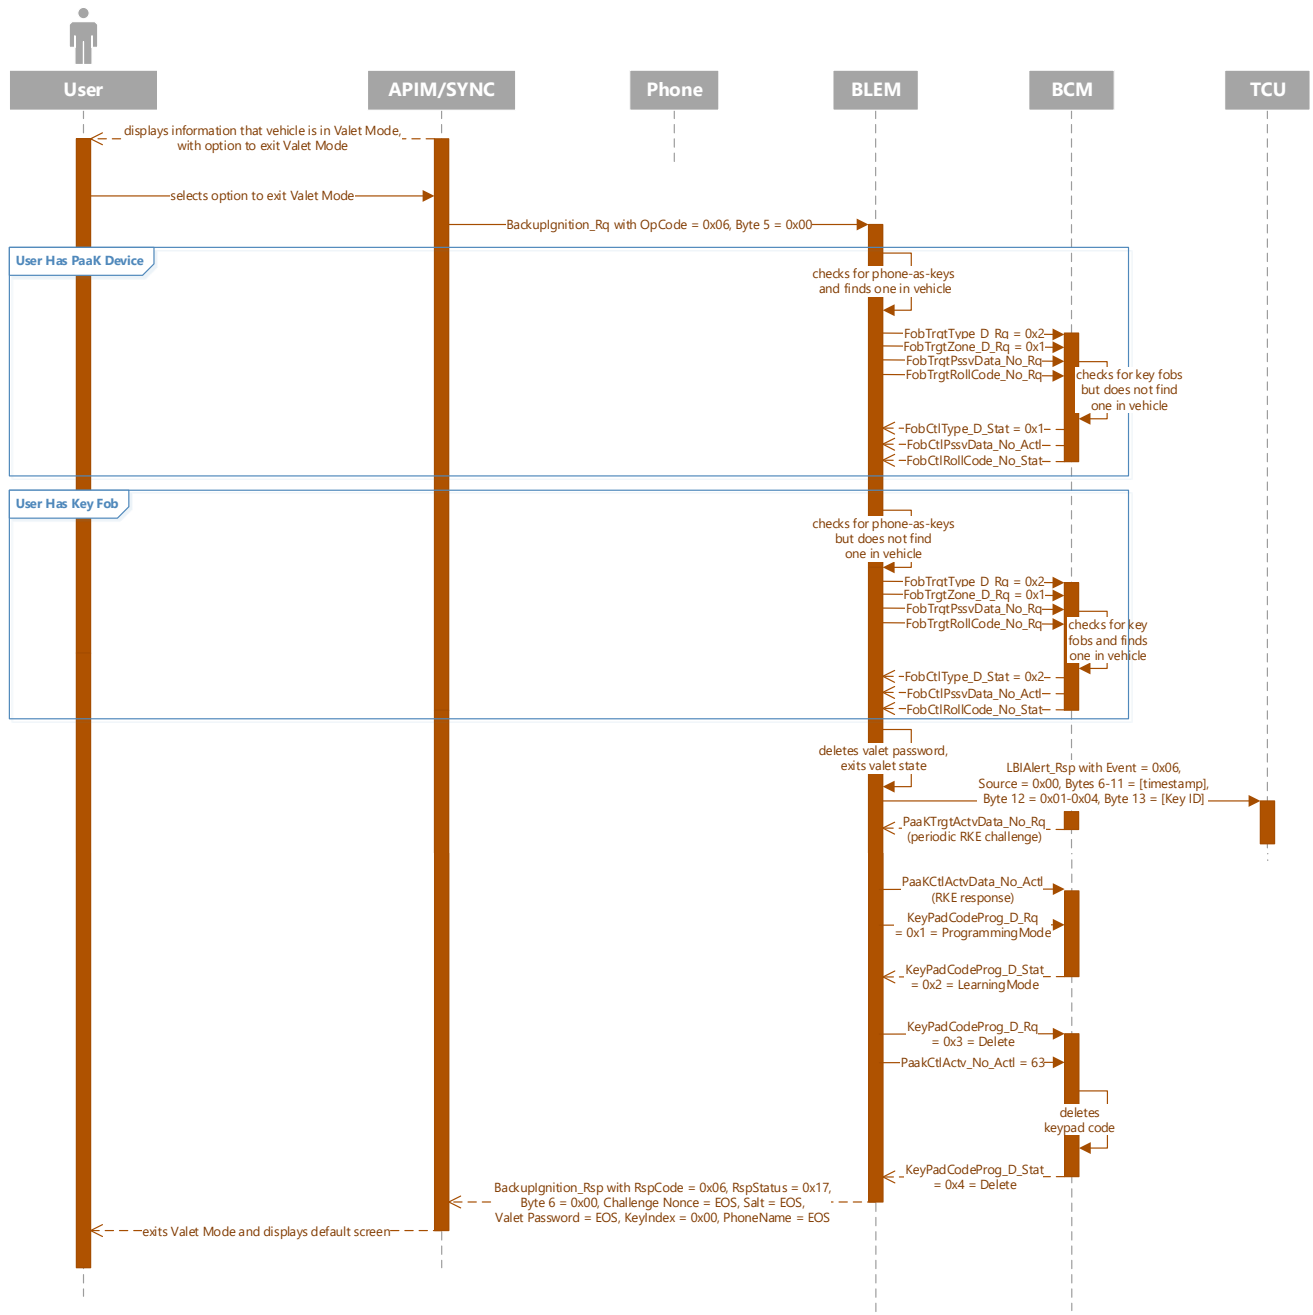 User
APIM/SYNC
Phone
BLEM
BCM
TCU
displays information that vehicle is in Valet Mode,
with option to exit Valet Mode
selects option to exit Valet Mode
BackupIgnition_Rq with OpCode = 0x06, Byte 5 = 0x00
User Has PaaK Device
checks for phone-as-keys
and finds one in vehicle
FobTrgtType_D_Rq = 0x2
FobTrgtZone_D_Rq = 0x1
FobTrgtPssvData_No_Rq
FobTrgtRollCode_No_Rq
checks for key fobs
but does not find
one in vehicle
FobCtlType_D_Stat = 0x1
FobCtlPssvData_No_Actl
FobCtlRollCode_No_Stat
User Has Key Fob
checks for phone-as-keys
but does not find
one in vehicle
FobTrgtType_D_Rq = 0x2
FobTrgtZone_D_Rq = 0x1
FobTrgtPssvData_No_Rq
FobTrgtRollCode_No_Rq
checks for key
fobs and finds
one in vehicle
FobCtlType_D_Stat = 0x2
FobCtlPssvData_No_Actl
FobCtlRollCode_No_Stat
deletes valet password,
exits valet state
LBIAlert_Rsp with Event = 0x06,
Source = 0x00, Bytes 6-11 = [timestamp],
Byte 12 = 0x01-0x04, Byte 13 = [Key ID]
PaaKTrgtActvData_No_Rq
(periodic RKE challenge)
PaaKCtlActvData_No_Actl
(RKE response)
KeyPadCodeProg_D_Rq
= 0x1 = ProgrammingMode
KeyPadCodeProg_D_Stat
= 0x2 = LearningMode
KeyPadCodeProg_D_Rq
= 0x3 = Delete
PaakCtlActv_No_Actl = 63
deletes
keypad code
KeyPadCodeProg_D_Stat
= 0x4 = Delete
BackupIgnition_Rsp with RspCode = 0x06, RspStatus = 0x17,
Byte 6 = 0x00, Challenge Nonce = EOS, Salt = EOS,
Valet Password = EOS, KeyIndex = 0x00, PhoneName = EOS
exits Valet Mode and displays default screen